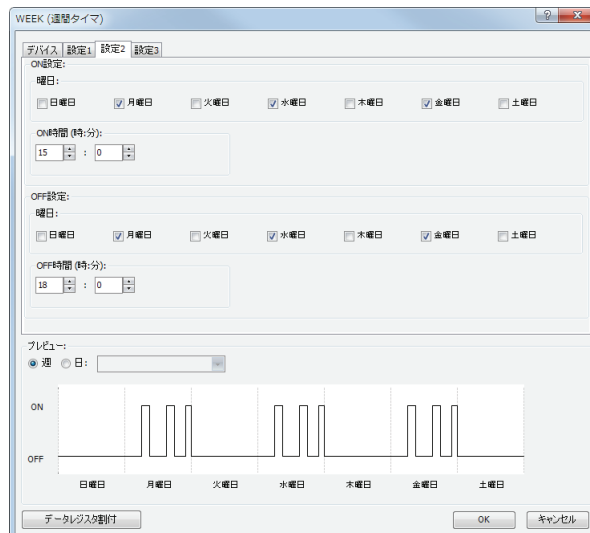 WEEK (週間タイマ)
デバイス 設定1 設定2 設定3
ON設定:
曜日:
日曜日 月曜日 火曜日 水曜日 木曜日 金曜日 土曜日
ON時間 (時:分):
15 : 0
OFF設定:
曜日:
日曜日 月曜日 火曜日 水曜日 木曜日 金曜日 土曜日
OFF時間 (時:分):
18 : 0
プレビュー:
週 日:
ON
OFF
日曜日 月曜日 火曜日 水曜日 木曜日 金曜日 土曜日
データレジスタ割付 OK キャンセル